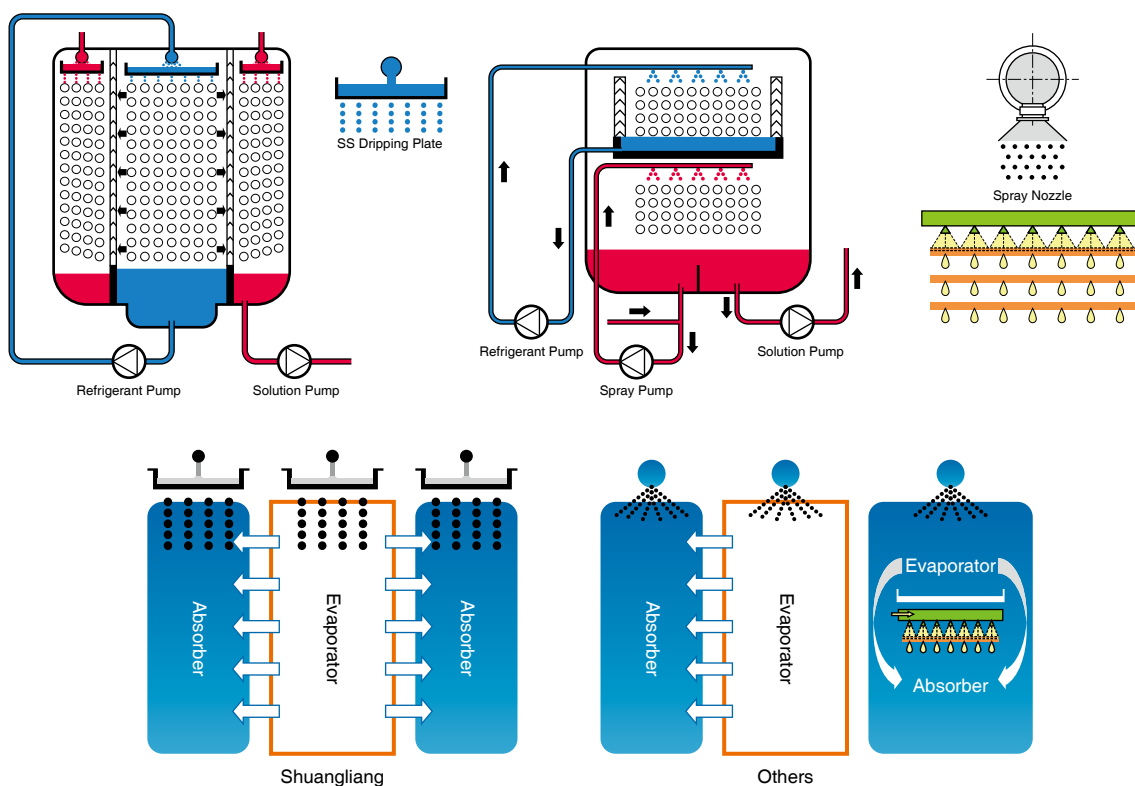 SS Dripping Plate
Spray Nozzle
Refrigerant Pump
Solution Pump
Refrigerant Pump
Spray Pump
Solution Pump
Absorber
Evaporator
Absorber
Shuangliang
Absorber
Evaporator
Evaporator
Absorber
Others